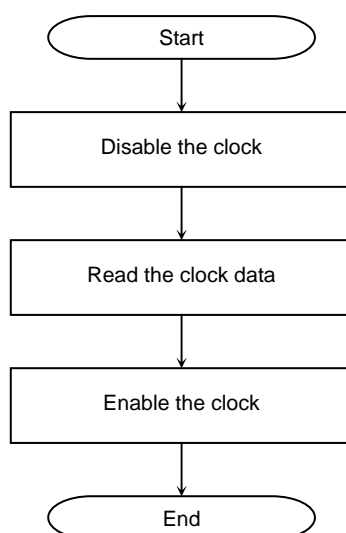 Start
Disable the clock
Read the clock data
Enable the clock
End